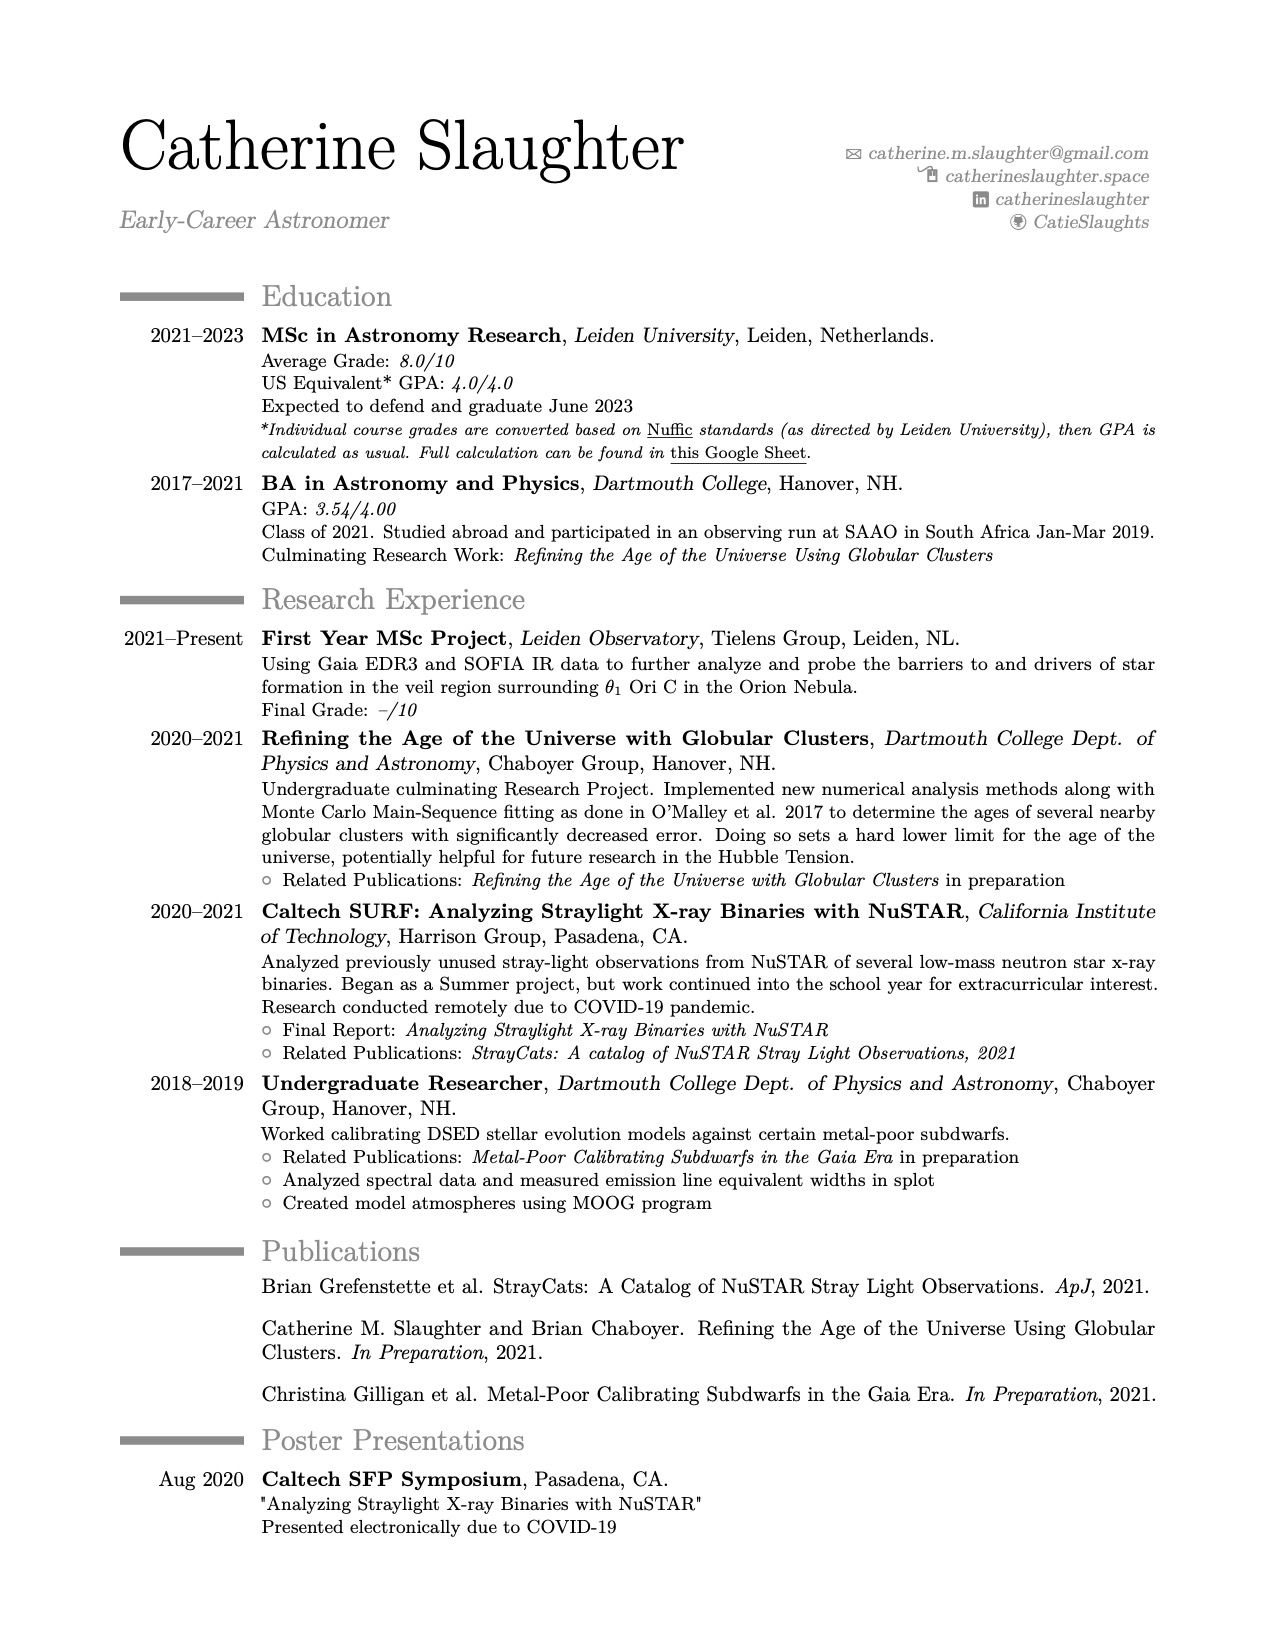 Catherine Slaughter
Early-Career Astronomer
catherine.m.slaughter@gmail.com
catherineslaughter.space
catherineslaughter
CatieSlaughts
Education
2021–2023 MSc in Astronomy Research, Leiden University, Leiden, Netherlands.
Average Grade: 8.0/10
US Equivalent* GPA: 4.0/4.0
Expected to defend and graduate June 2023
*Individual course grades are converted based on Nuffic standards (as directed by Leiden University), then GPA is
calculated as usual. Full calculation can be found in this Google Sheet.
2017–2021 BA in Astronomy and Physics, Dartmouth College, Hanover, NH.
GPA: 3.54/4.00
Class of 2021. Studied abroad and participated in an observing run at SAAO in South Africa Jan-Mar 2019.
Culminating Research Work: Refining the Age of the Universe Using Globular Clusters
Research Experience
2021–Present First Year MSc Project, Leiden Observatory, Tielens Group, Leiden, NL.
Using Gaia EDR3 and SOFIA IR data to further analyze and probe the barriers to and drivers of star
formation in the veil region surrounding θ₁ Ori C in the Orion Nebula.
Final Grade: –/10
2020–2021 Refining the Age of the Universe with Globular Clusters, Dartmouth College Dept. of
Physics and Astronomy, Chaboyer Group, Hanover, NH.
Undergraduate culminating Research Project. Implemented new numerical analysis methods along with
Monte Carlo Main-Sequence fitting as done in O'Malley et al. 2017 to determine the ages of several nearby
globular clusters with significantly decreased error. Doing so sets a hard lower limit for the age of the
universe, potentially helpful for future research in the Hubble Tension.
○ Related Publications: Refining the Age of the Universe with Globular Clusters in preparation
2020–2021 Caltech SURF: Analyzing Straylight X-ray Binaries with NuSTAR, California Institute
of Technology, Harrison Group, Pasadena, CA.
Analyzed previously unused stray-light observations from NuSTAR of several low-mass neutron star x-ray
binaries. Began as a Summer project, but work continued into the school year for extracurricular interest.
Research conducted remotely due to COVID-19 pandemic.
○ Final Report: Analyzing Straylight X-ray Binaries with NuSTAR
○ Related Publications: StrayCats: A catalog of NuSTAR Stray Light Observations, 2021
2018–2019 Undergraduate Researcher, Dartmouth College Dept. of Physics and Astronomy, Chaboyer
Group, Hanover, NH.
Worked calibrating DSED stellar evolution models against certain metal-poor subdwarfs.
○ Related Publications: Metal-Poor Calibrating Subdwarfs in the Gaia Era in preparation
○ Analyzed spectral data and measured emission line equivalent widths in splot
○ Created model atmospheres using MOOG program
Publications
Brian Grefenstette et al. StrayCats: A Catalog of NuSTAR Stray Light Observations. ApJ, 2021.
Catherine M. Slaughter and Brian Chaboyer. Refining the Age of the Universe Using Globular
Clusters. In Preparation, 2021.
Christina Gilligan et al. Metal-Poor Calibrating Subdwarfs in the Gaia Era. In Preparation, 2021.
Poster Presentations
Aug 2020 Caltech SFP Symposium, Pasadena, CA.
"Analyzing Straylight X-ray Binaries with NuSTAR"
Presented electronically due to COVID-19